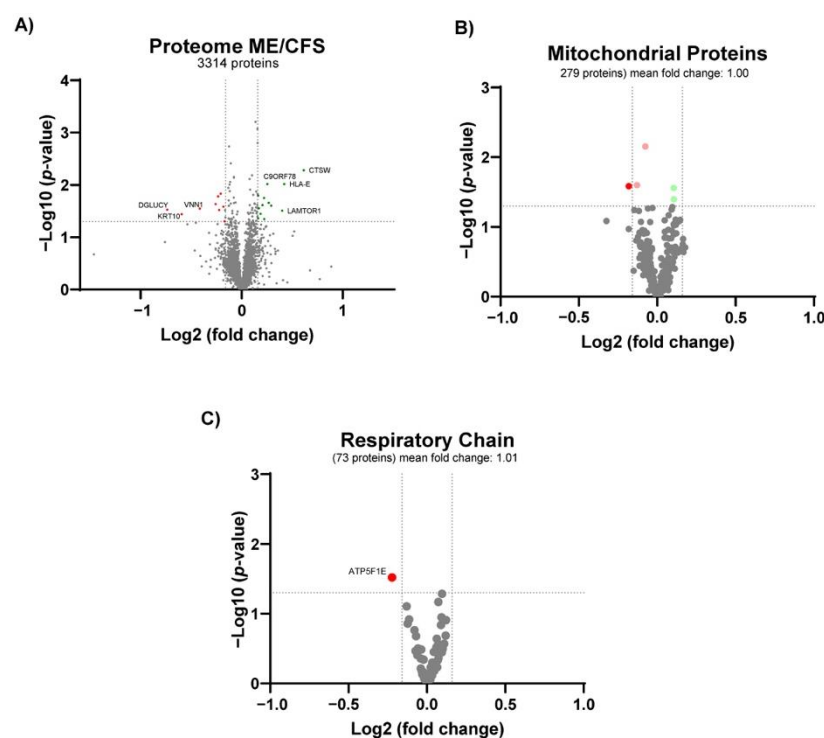 A)
Proteome ME/CFS
3314 proteins
−Log10 (p-value)
4
3
2
1
0
CTSW
C9ORF78
HLA-E
DGLUCY
VNN1
LAMTOR1
KRT10
−1
0
1
Log2 (fold change)
B)
Mitochondrial Proteins
279 proteins) mean fold change: 1.00
−Log10 (p-value)
3
2
1
0
−1.0
−0.5
0.0
0.5
1.0
Log2 (fold change)
C)
Respiratory Chain
(73 proteins) mean fold change: 1.01
−Log10 (p-value)
3
2
1
0
ATP5F1E
−1.0
−0.5
0.0
0.5
1.0
Log2 (fold change)